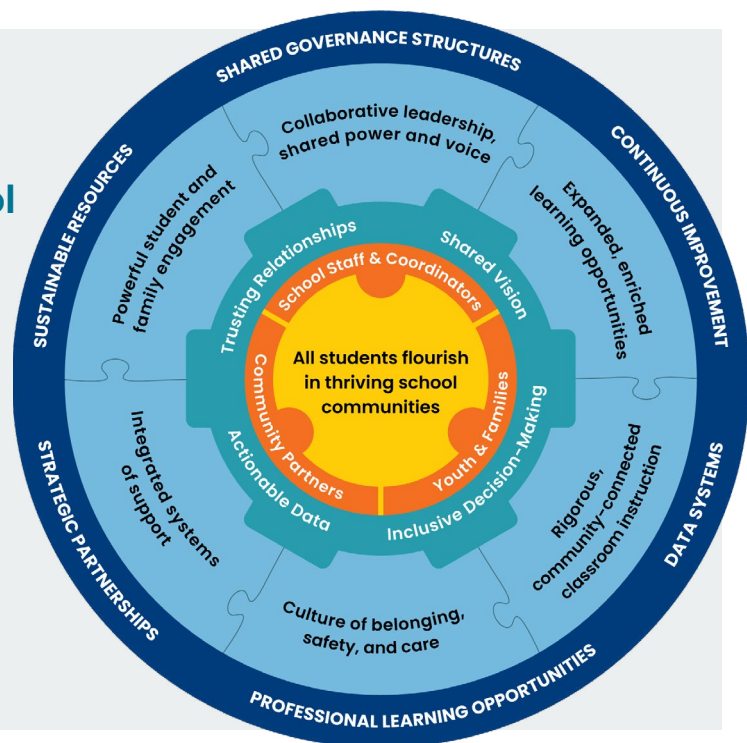 ol
SHARED GOVERNANCE STRUCTURES
CONTINUOUS IMPROVEMENT
DATA SYSTEMS
PROFESSIONAL LEARNING OPPORTUNITIES
STRATEGIC PARTNERSHIPS
SUSTAINABLE RESOURCES
Collaborative leadership,
shared power and voice
Expanded, enriched
learning opportunities
Rigorous,
community-connected
classroom instruction
Culture of belonging,
safety, and care
Integrated systems
of support
Powerful student and
family engagement
Trusting Relationships
Shared Vision
Inclusive Decision-Making
Actionable Data
School Staff & Coordinators
Youth & Families
Community Partners
All students flourish
in thriving school
communities